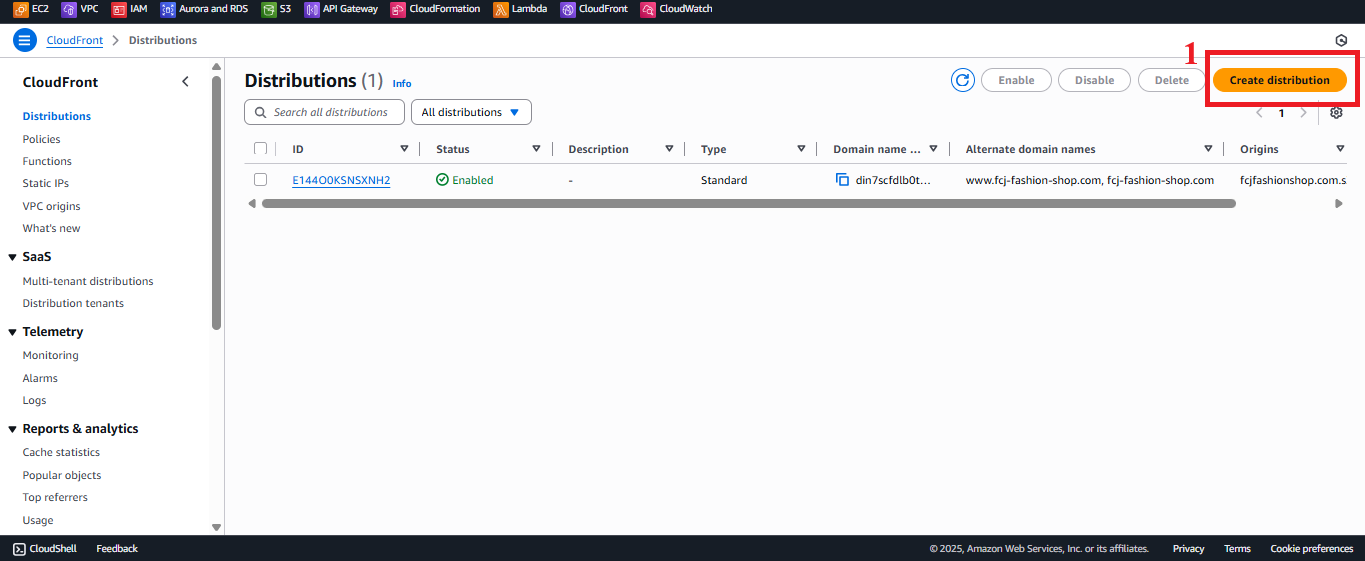 EC2 VPC IAM Aurora and RDS S3 API Gateway CloudFormation Lambda CloudFront CloudWatch
CloudFront > Distributions
1
CloudFront
Distributions
Policies
Functions
Static IPs
VPC origins
What's new
SaaS
Multi-tenant distributions
Distribution tenants
Telemetry
Monitoring
Alarms
Logs
Reports & analytics
Cache statistics
Popular objects
Top referrers
Usage
Distributions (1) Info
Enable Disable Delete Create distribution
Search all distributions All distributions
1
ID Status Description Type Domain name ... Alternate domain names Origins
E144O0KSNSXNH2 Enabled - Standard din7scfdlb0t... www.fcj-fashion-shop.com, fcj-fashion-shop.com fcjfashionshop.com.s
CloudShell Feedback © 2025, Amazon Web Services, Inc. or its affiliates. Privacy Terms Cookie preferences